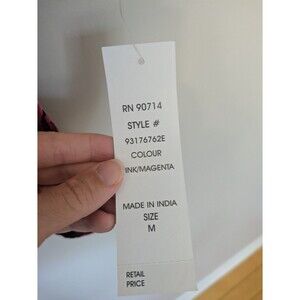 RN 90714
STYLE #
93176762E
COLOUR
INK/MAGENTA
MADE IN INDIA
SIZE
M
RETAIL
PRICE